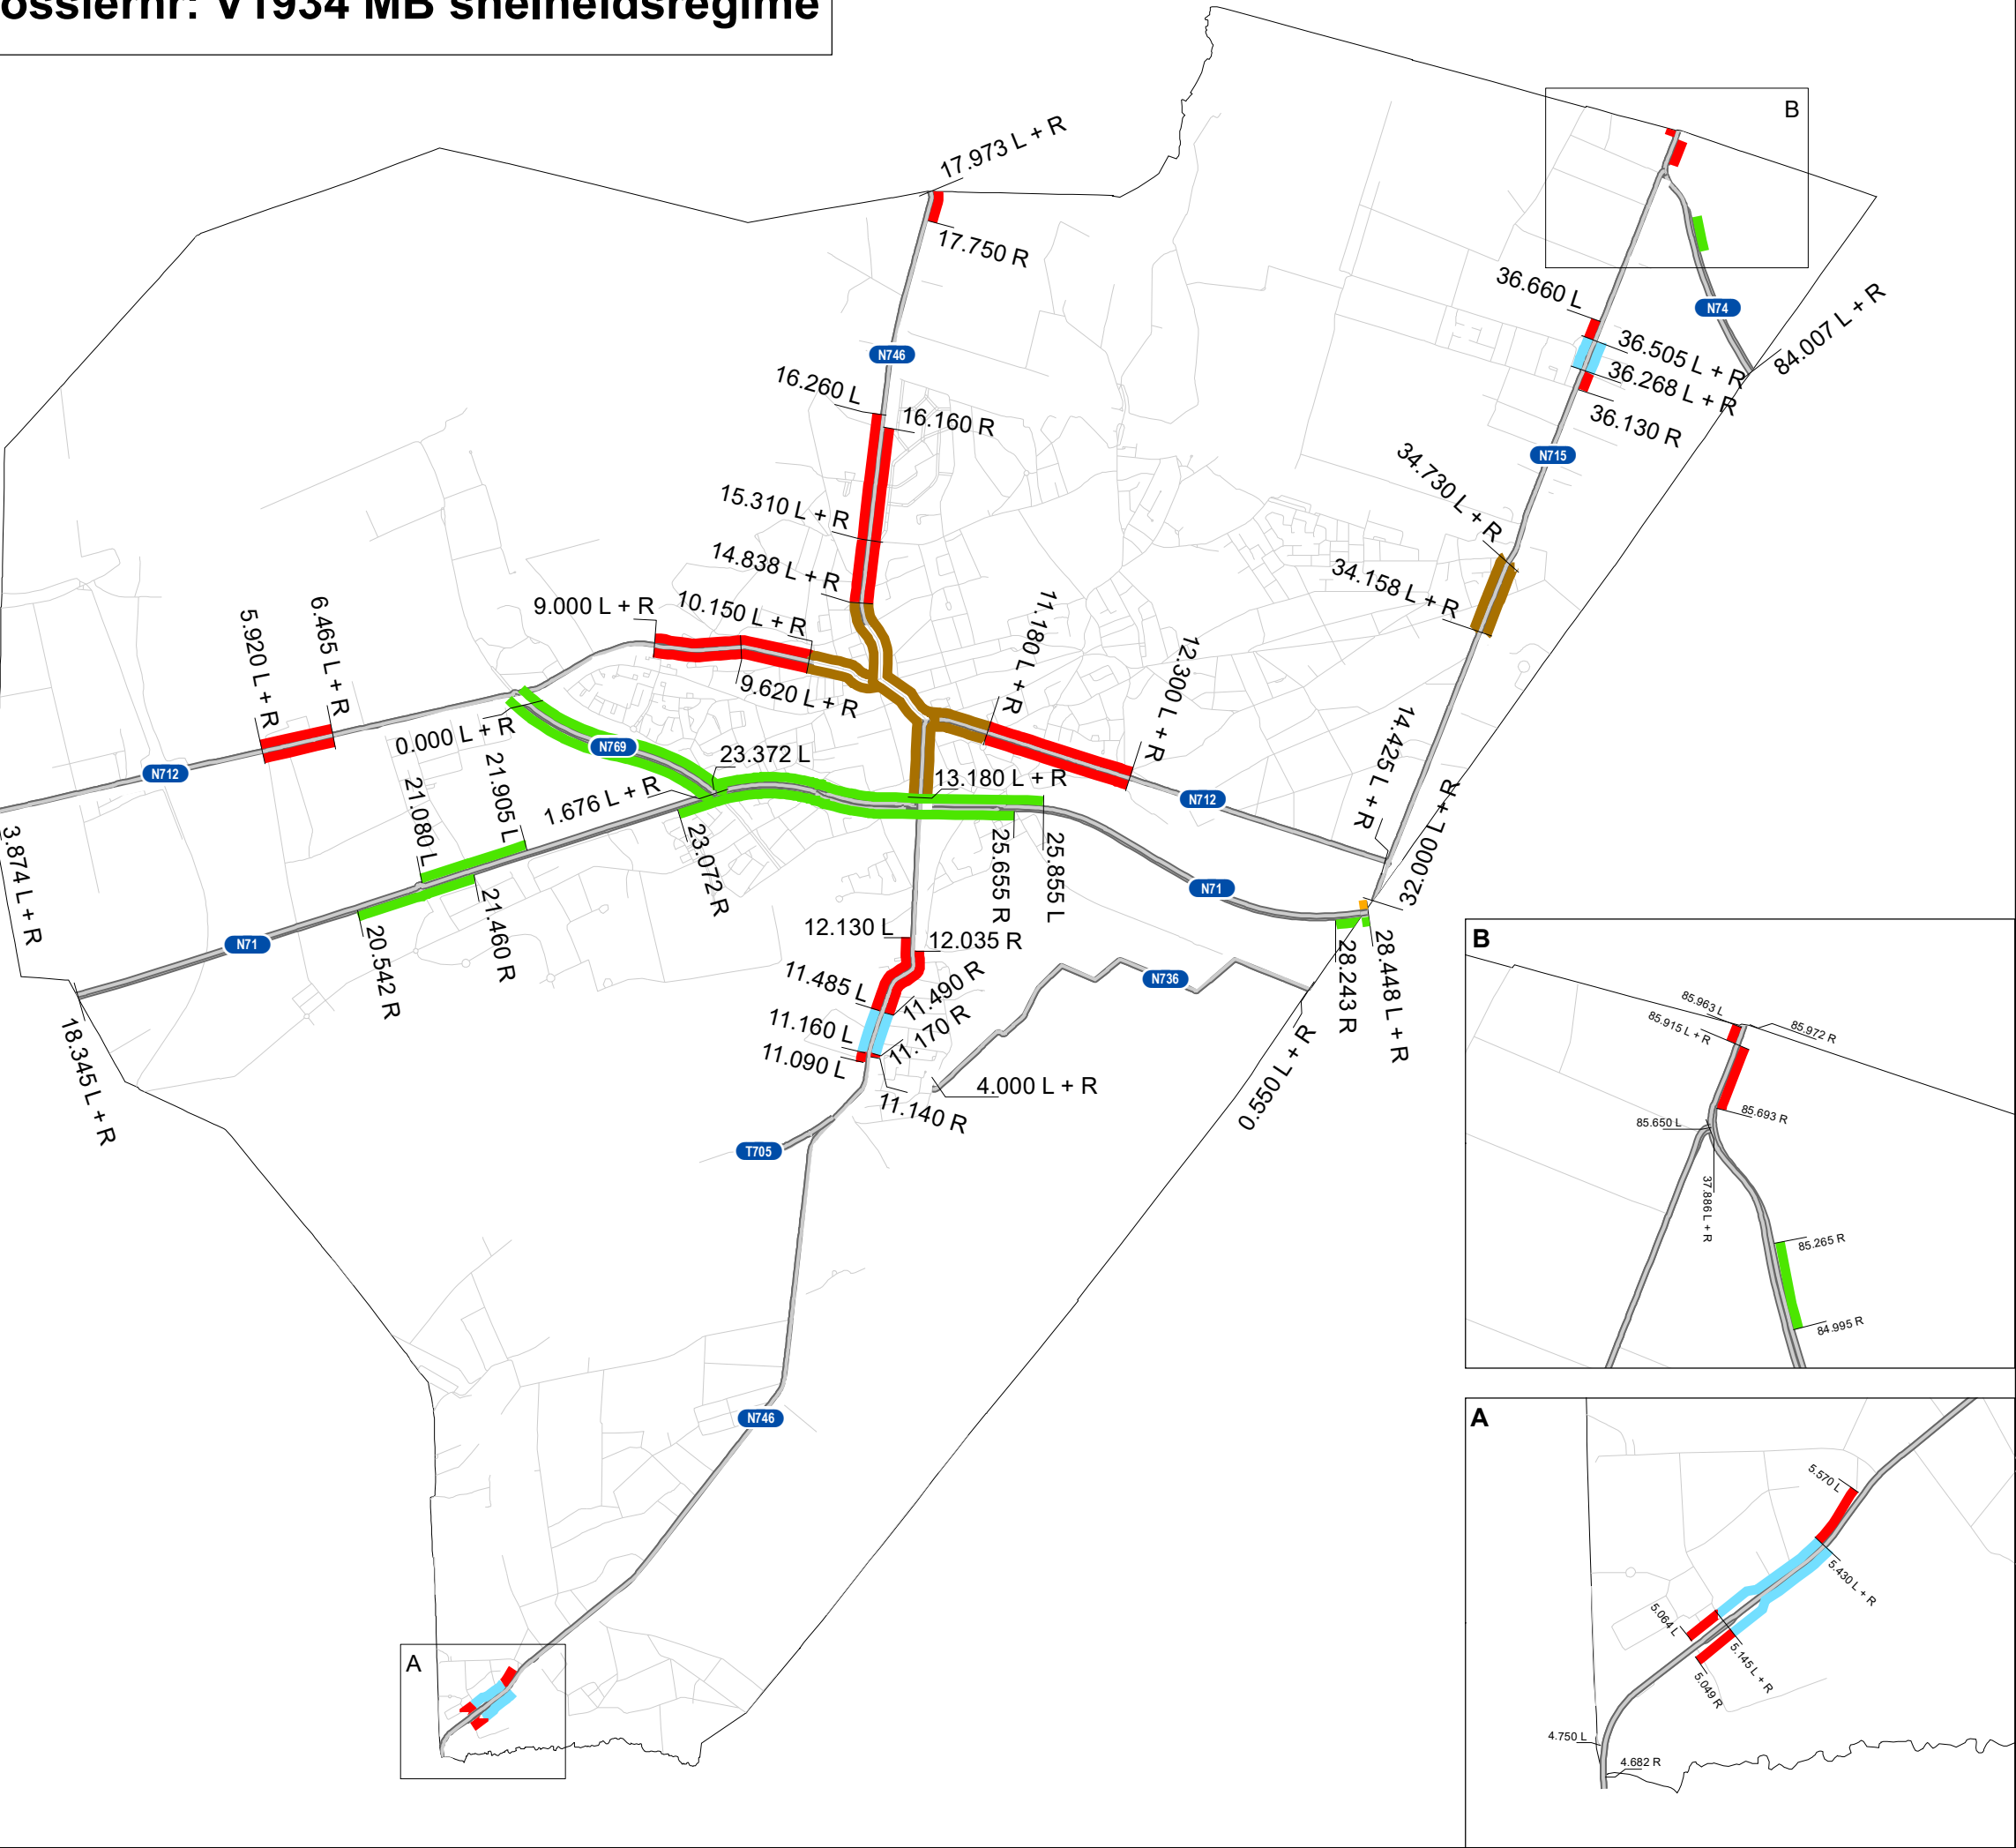 V1934 MB snelheidsregime
B
17.973 L + R
17.750 R
N746
16.260 L
16.160 R
15.310 L + R
14.838 L + R
9.000 L + R
10.150 L + R
9.620 L + R
11.180 L + R
12.300 L + R
36.660 L
N74
84.007 L + R
36.505 L + R
36.268 L + R
36.130 R
N715
34.730 L + R
34.158 L + R
5.920 L + R
6.465 L + R
0.000 L + R
N769
23.372 L
13.180 L + R
N712
N712
14.425 L + R
32.000 L + R
21.080 L
21.905 L
1.676 L + R
23.072 R
25.655 R
25.855 L
N71
3.874 L + R
N71
20.542 R
21.460 R
18.345 L + R
12.130 L
12.035 R
11.485 L
11.490 R
11.160 L
11.170 R
11.090 L
11.140 R
N736
4.000 L + R
0.550 L + R
28.243 R
28.448 L + R
T705
N746
A
B
85.963 L
85.915 L + R
85.972 R
85.693 R
85.650 L
37.886 L + R
85.265 R
84.995 R
A
5.570 L
5.430 L + R
5.064 L
5.145 L + R
5.049 R
4.750 L
4.682 R